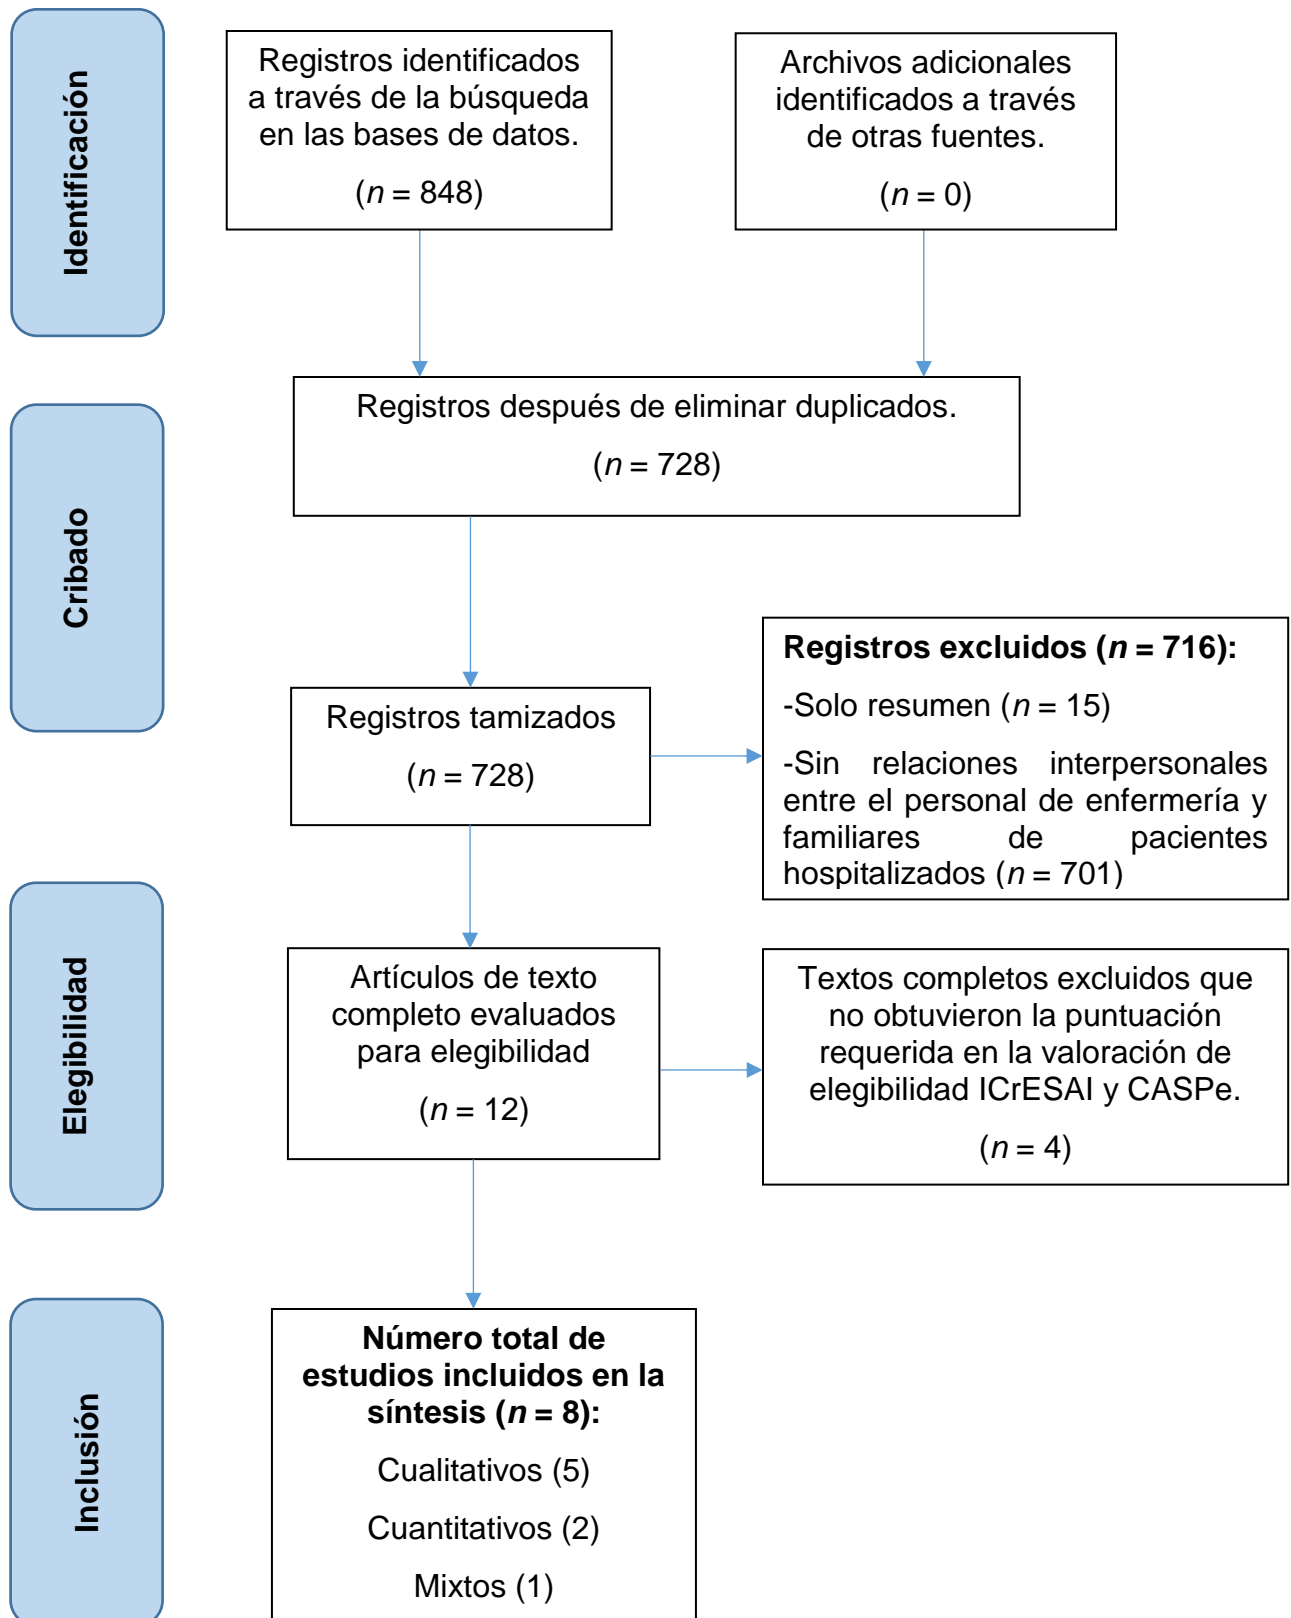 Identificación
Registros identificados
a través de la búsqueda
en las bases de datos.
(n = 848)
Archivos adicionales
identificados a través
de otras fuentes.
(n = 0)
Cribado
Registros después de eliminar duplicados.
(n = 728)
Registros tamizados
(n = 728)
Registros excluidos (n = 716):
-Solo resumen (n = 15)
-Sin relaciones interpersonales
entre el personal de enfermería y
familiares de pacientes
hospitalizados (n = 701)
Elegibilidad
Artículos de texto
completo evaluados
para elegibilidad
(n = 12)
Textos completos excluidos que
no obtuvieron la puntuación
requerida en la valoración de
elegibilidad ICrESAI y CASPe.
(n = 4)
Inclusión
Número total de
estudios incluidos en la
síntesis (n = 8):
Cualitativos (5)
Cuantitativos (2)
Mixtos (1)